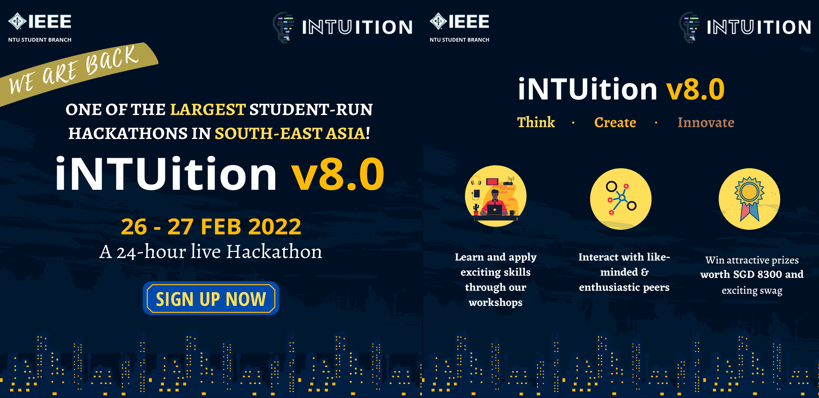 IEEE
NTU STUDENT BRANCH
INTUITION
WE ARE BACK
ONE OF THE LARGEST STUDENT-RUN
HACKATHONS IN SOUTH-EAST ASIA!
iNTUition v8.0
26 - 27 FEB 2022
A 24-hour live Hackathon
SIGN UP NOW
IEEE
NTU STUDENT BRANCH
INTUITION
iNTUition v8.0
Think · Create · Innovate
Learn and apply
exciting skills
through our
workshops
Interact with like-
minded &
enthusiastic peers
Win attractive prizes
worth SGD 8300 and
exciting swag